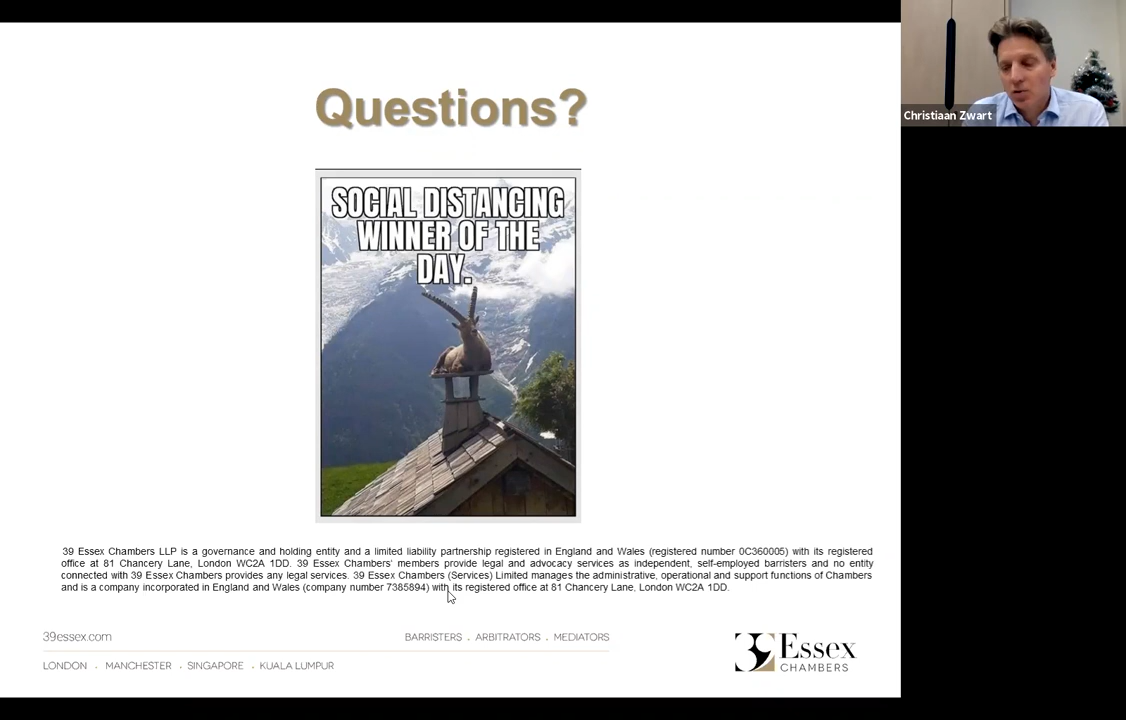 Questions?
SOCIAL DISTANCING
WINNER OF THE
DAY.
Christiaan Zwart
39 Essex Chambers LLP is a governance and holding entity and a limited liability partnership registered in England and Wales (registered number 0C360005) with its registered
office at 81 Chancery Lane, London WC2A 1DD. 39 Essex Chambers' members provide legal and advocacy services as independent, self-employed barristers and no entity
connected with 39 Essex Chambers provides any legal services. 39 Essex Chambers (Services) Limited manages the administrative, operational and support functions of Chambers
and is a company incorporated in England and Wales (company number 7385894) with its registered office at 81 Chancery Lane, London WC2A 1DD.
39essex.com
BARRISTERS . ARBITRATORS . MEDIATORS
LONDON . MANCHESTER . SINGAPORE . KUALA LUMPUR
39 Essex
CHAMBERS